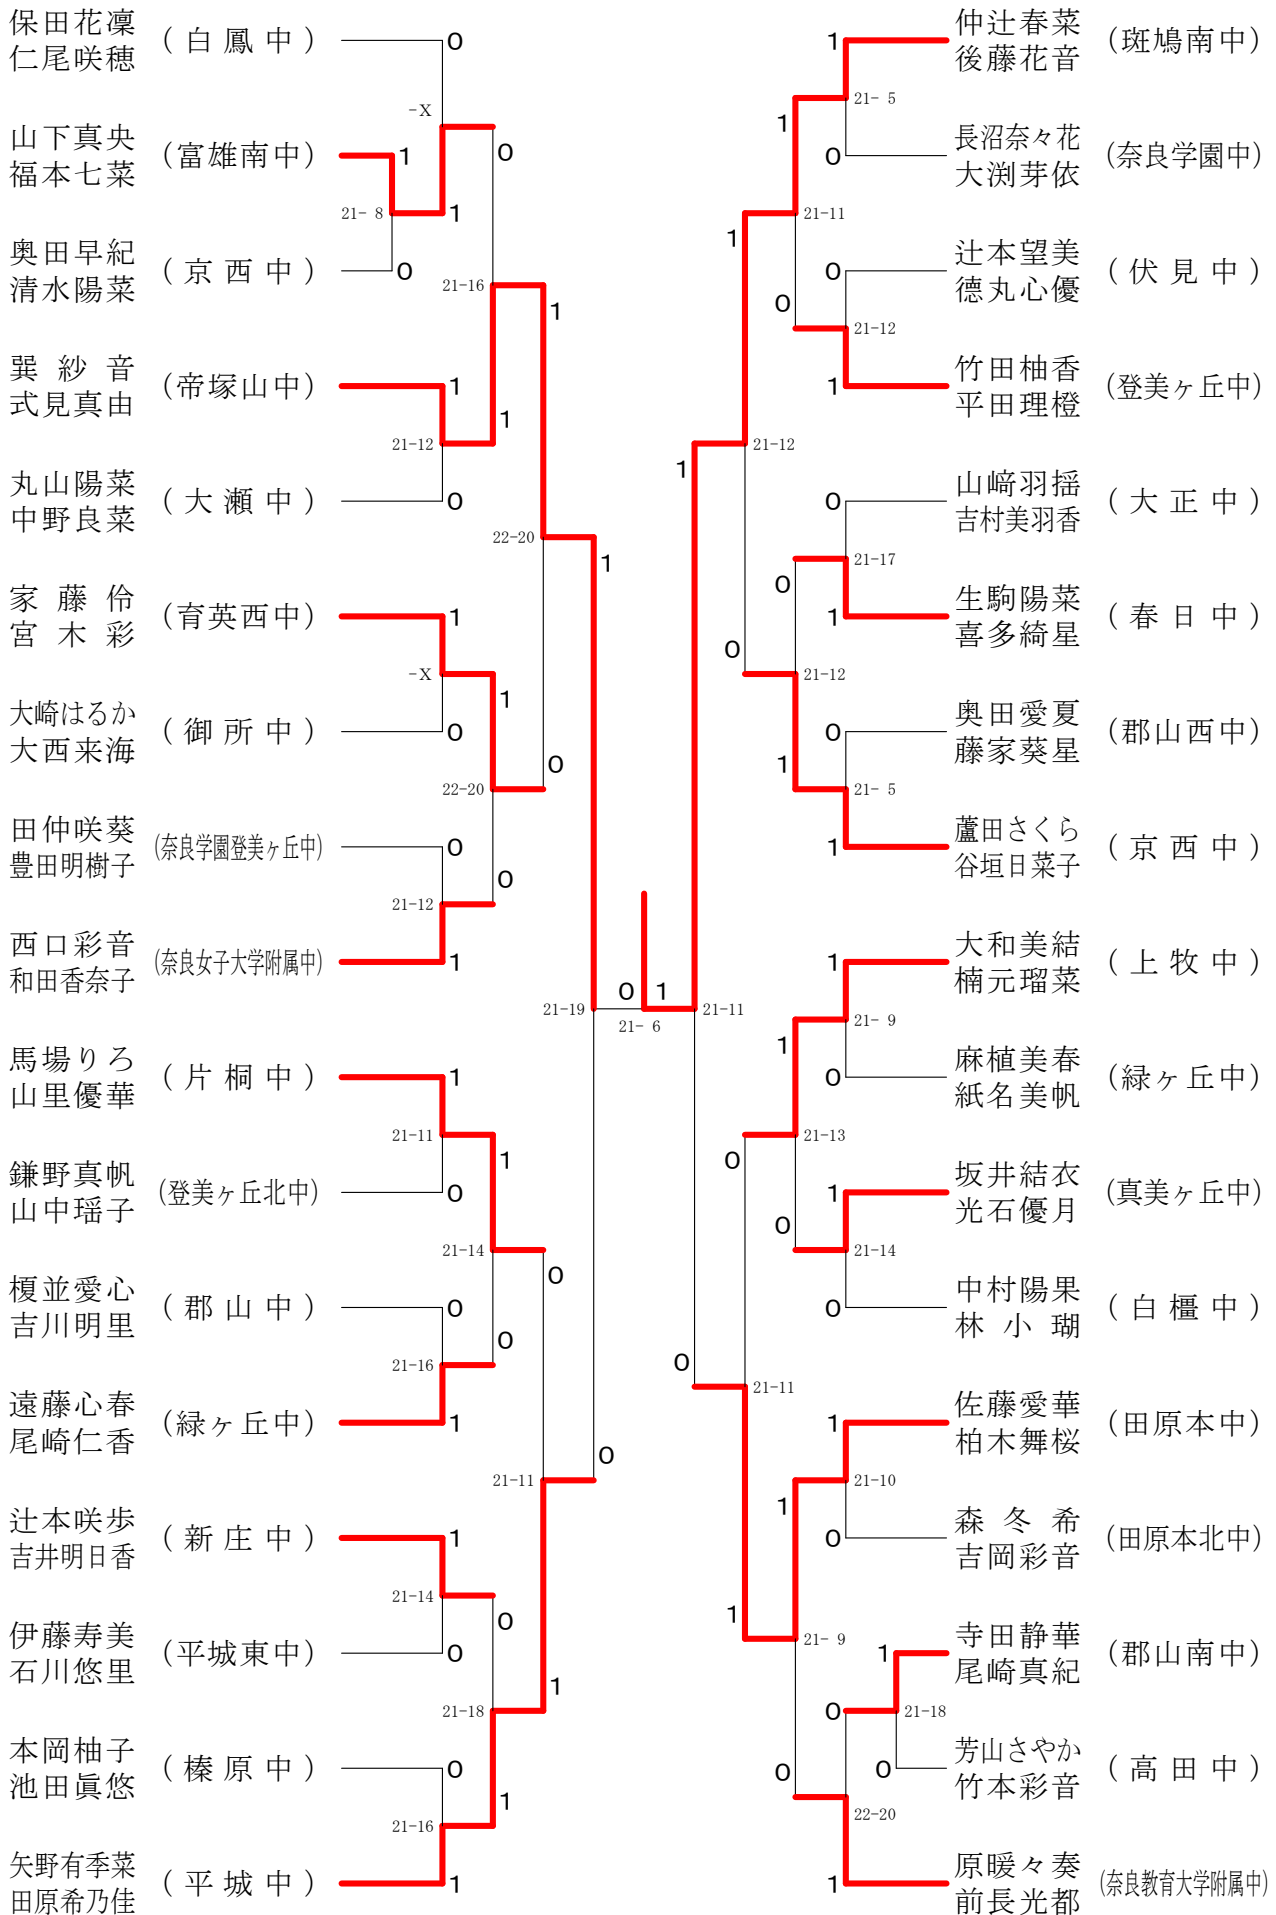 保田花凜
仁尾咲穂
(白鳳中)
0
-X
山下真央
福本七菜
(富雄南中)
1
0
21- 8
1
奥田早紀
清水陽菜
(京西中)
0
21-16
1
巽紗音
式見真由
(帝塚山中)
1
1
21-12
丸山陽菜
中野良菜
(大瀬中)
0
22-20
1
家藤伶
宮木彩
(育英西中)
1
-X
1
大崎はるか
大西来海
(御所中)
0
0
22-20
田仲咲葵
豊田明樹子
(奈良学園登美ヶ丘中)
0
0
21-12
西口彩音
和田香奈子
(奈良女子大学附属中)
1
21-19
0
1
21- 6
馬場りろ
山里優華
(片桐中)
1
21-11
1
鎌野真帆
山中瑶子
(登美ヶ丘北中)
0
21-14
0
榎並愛心
吉川明里
(郡山中)
0
0
21-16
遠藤心春
尾崎仁香
(緑ヶ丘中)
1
0
21-11
辻本咲歩
吉井明日香
(新庄中)
1
21-14
0
伊藤寿美
石川悠里
(平城東中)
0
1
21-18
本岡柚子
池田眞悠
(榛原中)
0
1
21-16
矢野有季菜
田原希乃佳
(平城中)
1
1
仲辻春菜
後藤花音
(斑鳩南中)
21- 5
1
0
長沼奈々花
大渕芽依
(奈良学園中)
21-11
1
0
辻本望美
德丸心優
(伏見中)
0
21-12
1
竹田柚香
平田理橙
(登美ヶ丘中)
21-12
1
0
山﨑羽揺
吉村美羽香
(大正中)
21-17
0
1
生駒陽菜
喜多綺星
(春日中)
0
21-12
0
奥田愛夏
藤家葵星
(郡山西中)
1
21- 5
1
蘆田さくら
谷垣日菜子
(京西中)
1
大和美結
楠元瑠菜
(上牧中)
21-11
21- 9
1
0
麻植美春
紙名美帆
(緑ヶ丘中)
21-13
0
1
坂井結衣
光石優月
(真美ヶ丘中)
0
21-14
0
中村陽果
林小瑚
(白橿中)
0
21-11
1
佐藤愛華
柏木舞桜
(田原本中)
21-10
1
0
森冬希
吉岡彩音
(田原本北中)
1
21- 9
1
寺田静華
尾崎真紀
(郡山南中)
0
21-18
0
芳山さやか
竹本彩音
(高田中)
0
22-20
1
原暖々奏
前長光都
(奈良教育大学附属中)